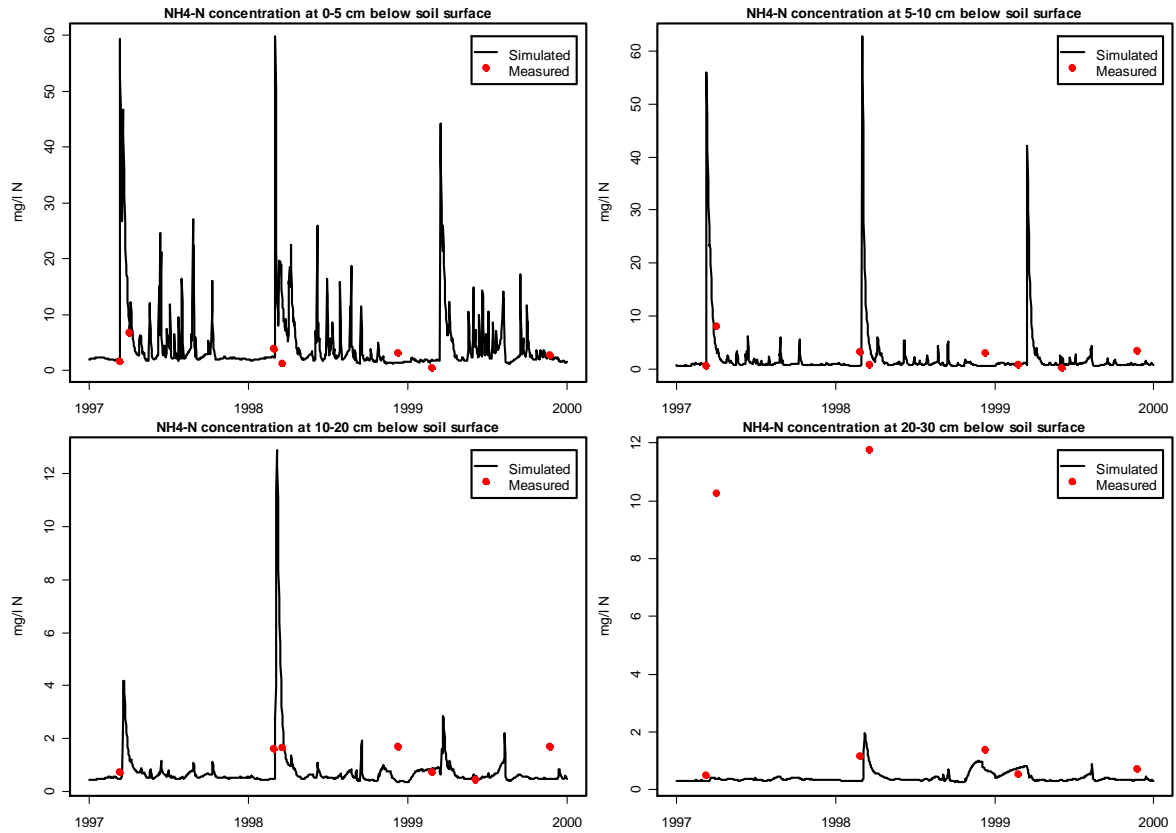 NH4-N concentration at 0-5 cm below soil surface
mg/l N
60
50
40
30
20
10
0
Simulated
Measured
1997 1998 1999 2000
NH4-N concentration at 5-10 cm below soil surface
mg/l N
60
50
40
30
20
10
0
Simulated
Measured
1997 1998 1999 2000
NH4-N concentration at 10-20 cm below soil surface
mg/l N
12
10
8
6
4
2
0
Simulated
Measured
1997 1998 1999 2000
NH4-N concentration at 20-30 cm below soil surface
mg/l N
12
10
8
6
4
2
0
Simulated
Measured
1997 1998 1999 2000